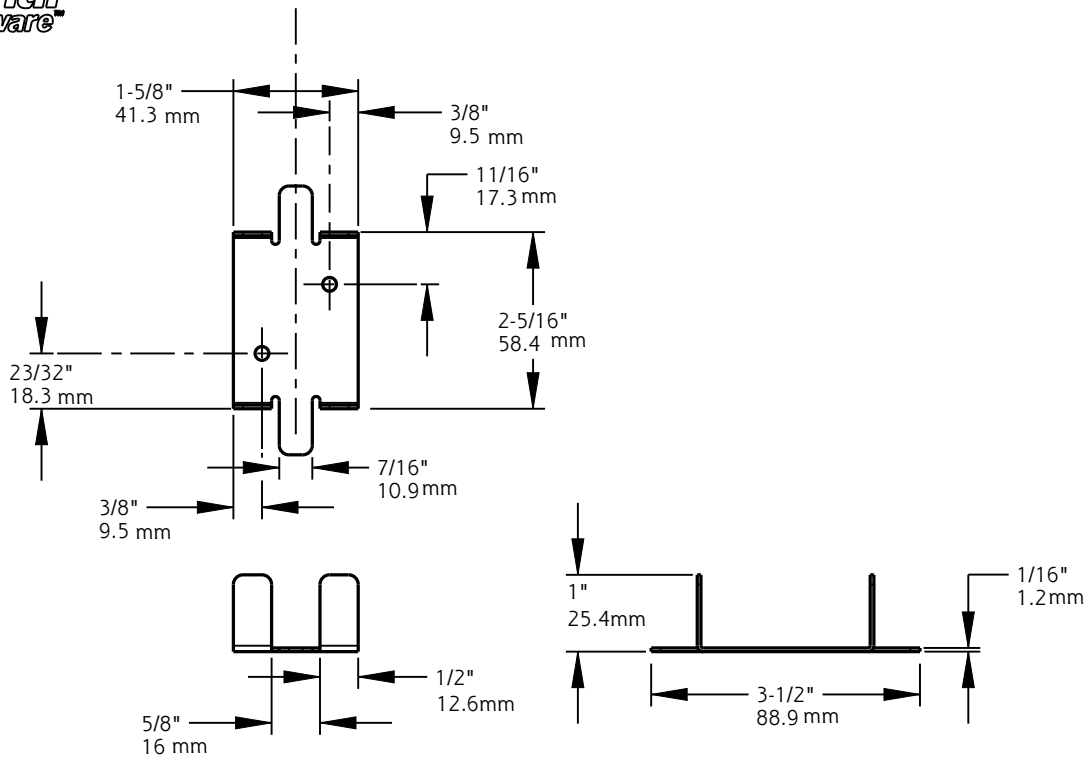 ware™
1-5/8"
41.3 mm
3/8"
9.5 mm
11/16"
17.3 mm
2-5/16"
58.4 mm
23/32"
18.3 mm
7/16"
10.9 mm
3/8"
9.5 mm
1"
25.4mm
1/16"
1.2mm
1/2"
12.6mm
3-1/2"
88.9 mm
5/8"
16 mm